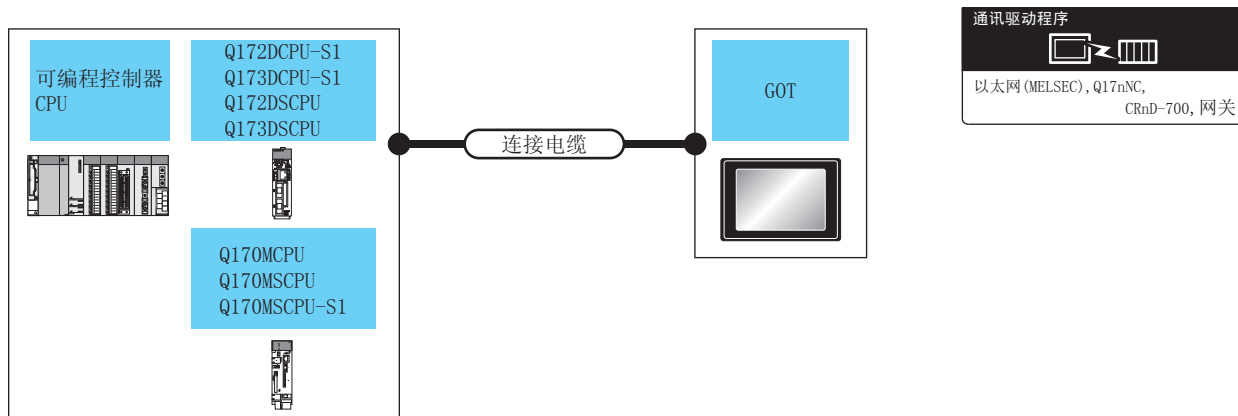 可编程控制器
CPU
Q172DCPU-S1
Q173DCPU-S1
Q172DSCPU
Q173DSCPU
Q170MCPU
Q170MSCPU
Q170MSCPU-S1
连接电缆
GOT
通讯驱动程序
以太网(MELSEC),Q17nNC,
CRnD-700,网关